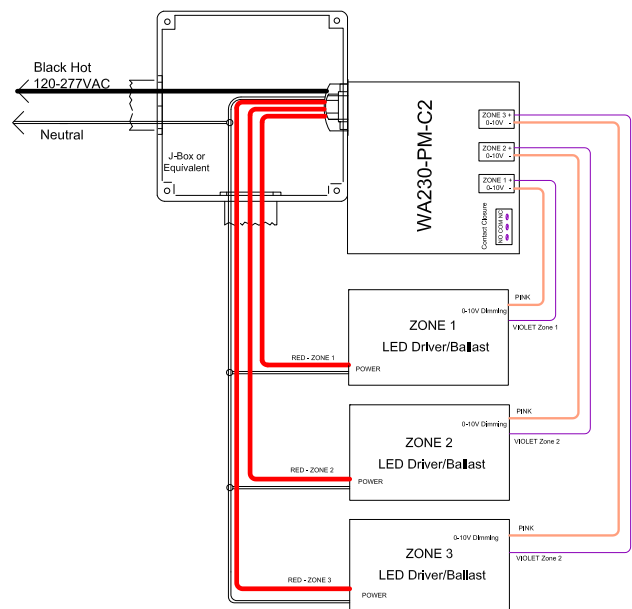 Black Hot
120-277VAC
Neutral
J-Box or
Equivalent
WA230-PM-C2
ZONE 3 +
0-10V -
ZONE 2 +
0-10V -
ZONE 1 +
0-10V -
Contact Closure
NO COM NC
PINK
0-10V Dimming
ZONE 1
VIOLET Zone 1
LED Driver/Ballast
RED - ZONE 1
POWER
PINK
0-10V Dimming
ZONE 2
VIOLET Zone 2
LED Driver/Ballast
RED - ZONE 2
POWER
PINK
0-10V Dimming
ZONE 3
VIOLET Zone 2
LED Driver/Ballast
RED - ZONE 3
POWER